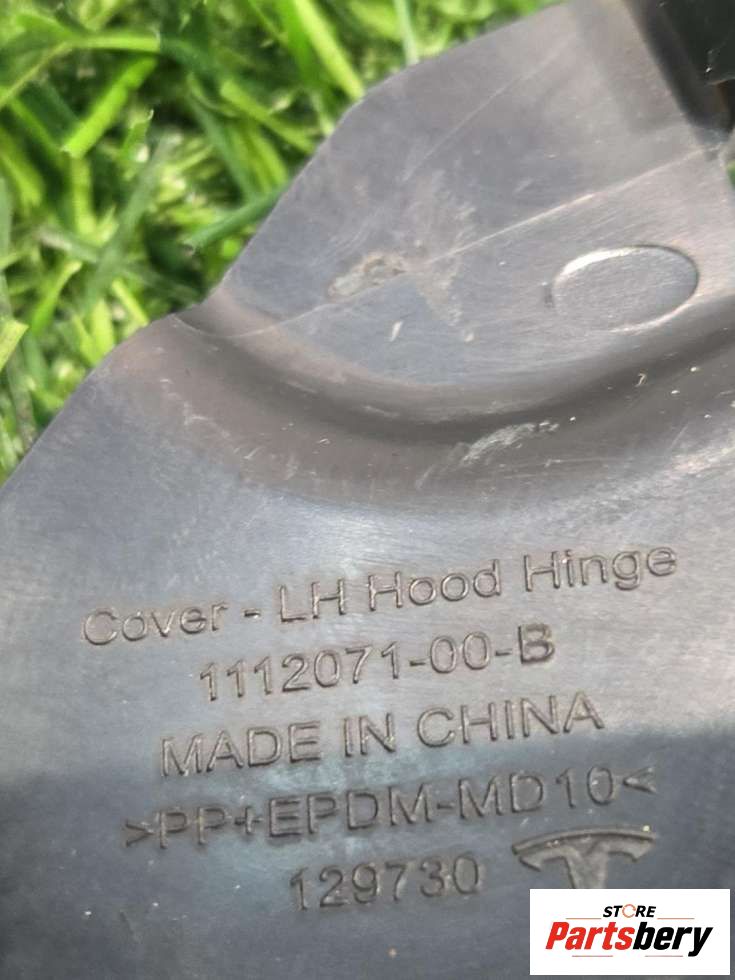 Cover - LH Hood Hinge
1112071-00-B
MADE IN CHINA
>PP+EPDM-MD10<
129730
STORE
Partsbery